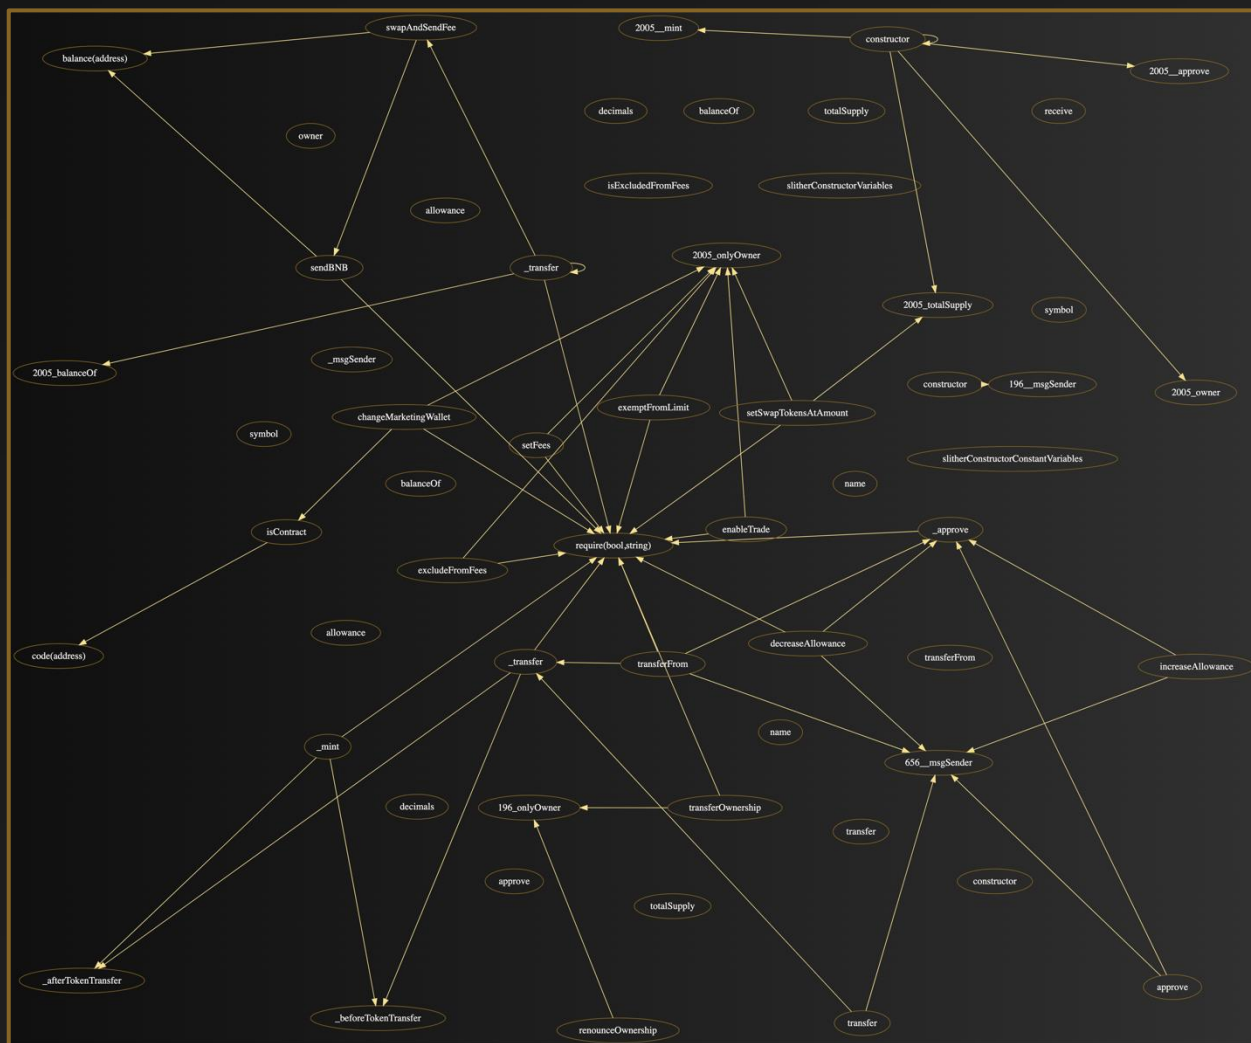 swapAndSendFee
2005__mint
constructor
balance(address)
2005__approve
decimals
balanceOf
totalSupply
receive
owner
isExcludedFromFees
slitherConstructorVariables
allowance
2005_onlyOwner
sendBNB
_transfer
2005_totalSupply
symbol
_msgSender
2005_balanceOf
constructor
196__msgSender
2005_owner
exemptFromLimit
changeMarketingWallet
setSwapTokensAtAmount
symbol
setFees
slitherConstructorConstantVariables
balanceOf
name
isContract
enableTrade
_approve
require(bool,string)
excludeFromFees
allowance
code(address)
decreaseAllowance
_transfer
transferFrom
transferFrom
increaseAllowance
name
_mint
656__msgSender
decimals
196_onlyOwner
transferOwnership
transfer
approve
constructor
totalSupply
_afterTokenTransfer
approve
_beforeTokenTransfer
renounceOwnership
transfer